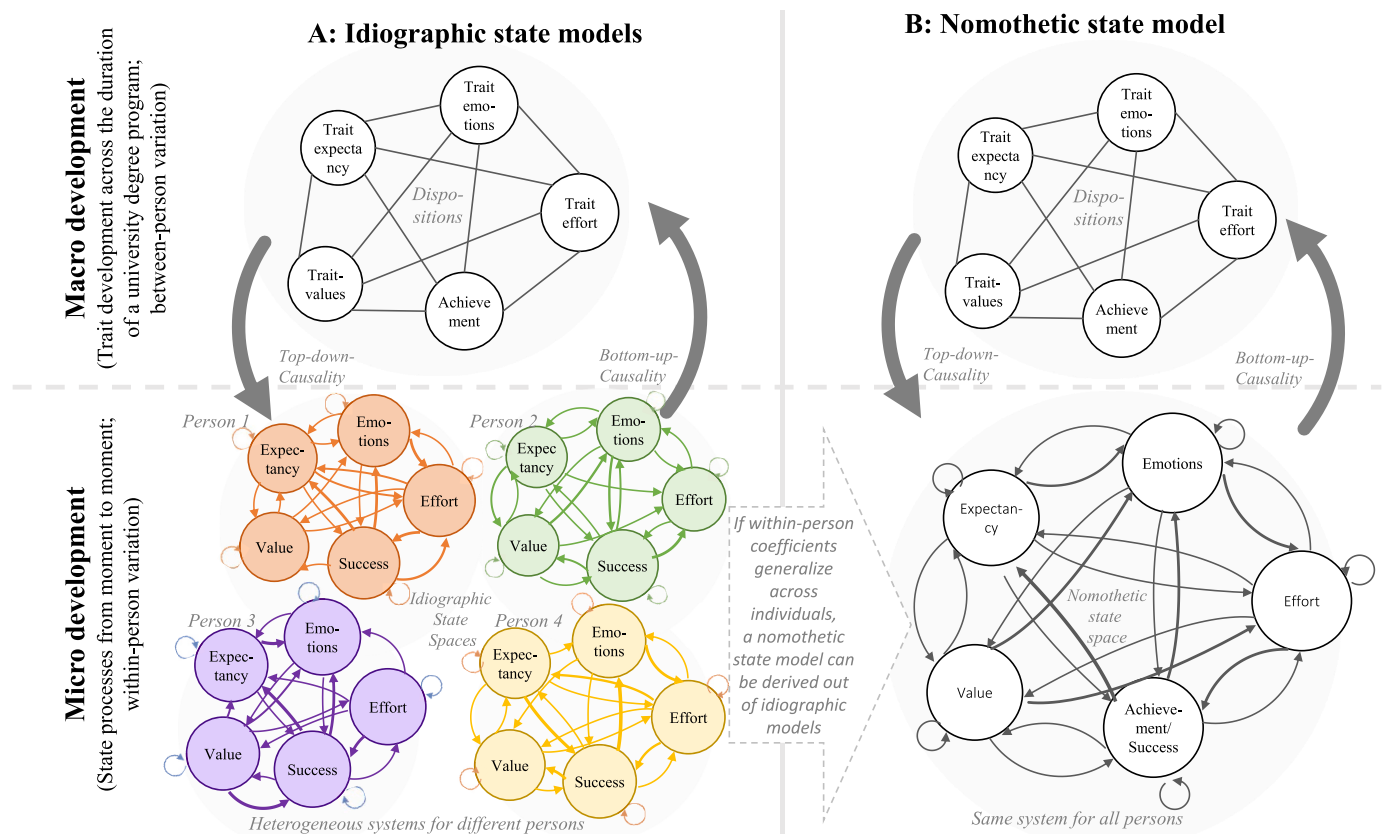 A: Idiographic state models
B: Nomothetic state model
Macro development
(Trait development across the duration
of a university degree program;
between-person variation)
Trait
emo-
tions
Trait
expecta
ncy
Dispo-
sitions
Trait
effort
Trait-
values
Achieve
ment
Top-down-
Causality
Bottom-up-
Causality
Trait
emo-
tions
Trait
expecta
ncy
Dispo-
sitions
Trait
effort
Trait-
values
Achieve
ment
Top-down-
Causality
Bottom-up-
Causality
Micro development
(State processes from moment to moment;
within-person variation)
Person 1
Emo-
tions
Expec-
tancy
Effort
Value
Success
Person 2
Emo-
tions
Expec
tancy
Effort
Value
Success
Idiographic
State
Spaces
Person 3
Emo-
tions
Expec-
tancy
Effort
Value
Success
Person 4
Emo-
tions
Expec-
tancy
Effort
Value
Success
Heterogeneous systems for different persons
If within-person
coefficients
generalize
across
individuals,
a nomothetic
state model can
be derived out
of idiographic
models
Emotions
Expectan-
cy
Effort
Nomothetic
state
space
Value
Achieve-
ment/
Success
Same system for all persons